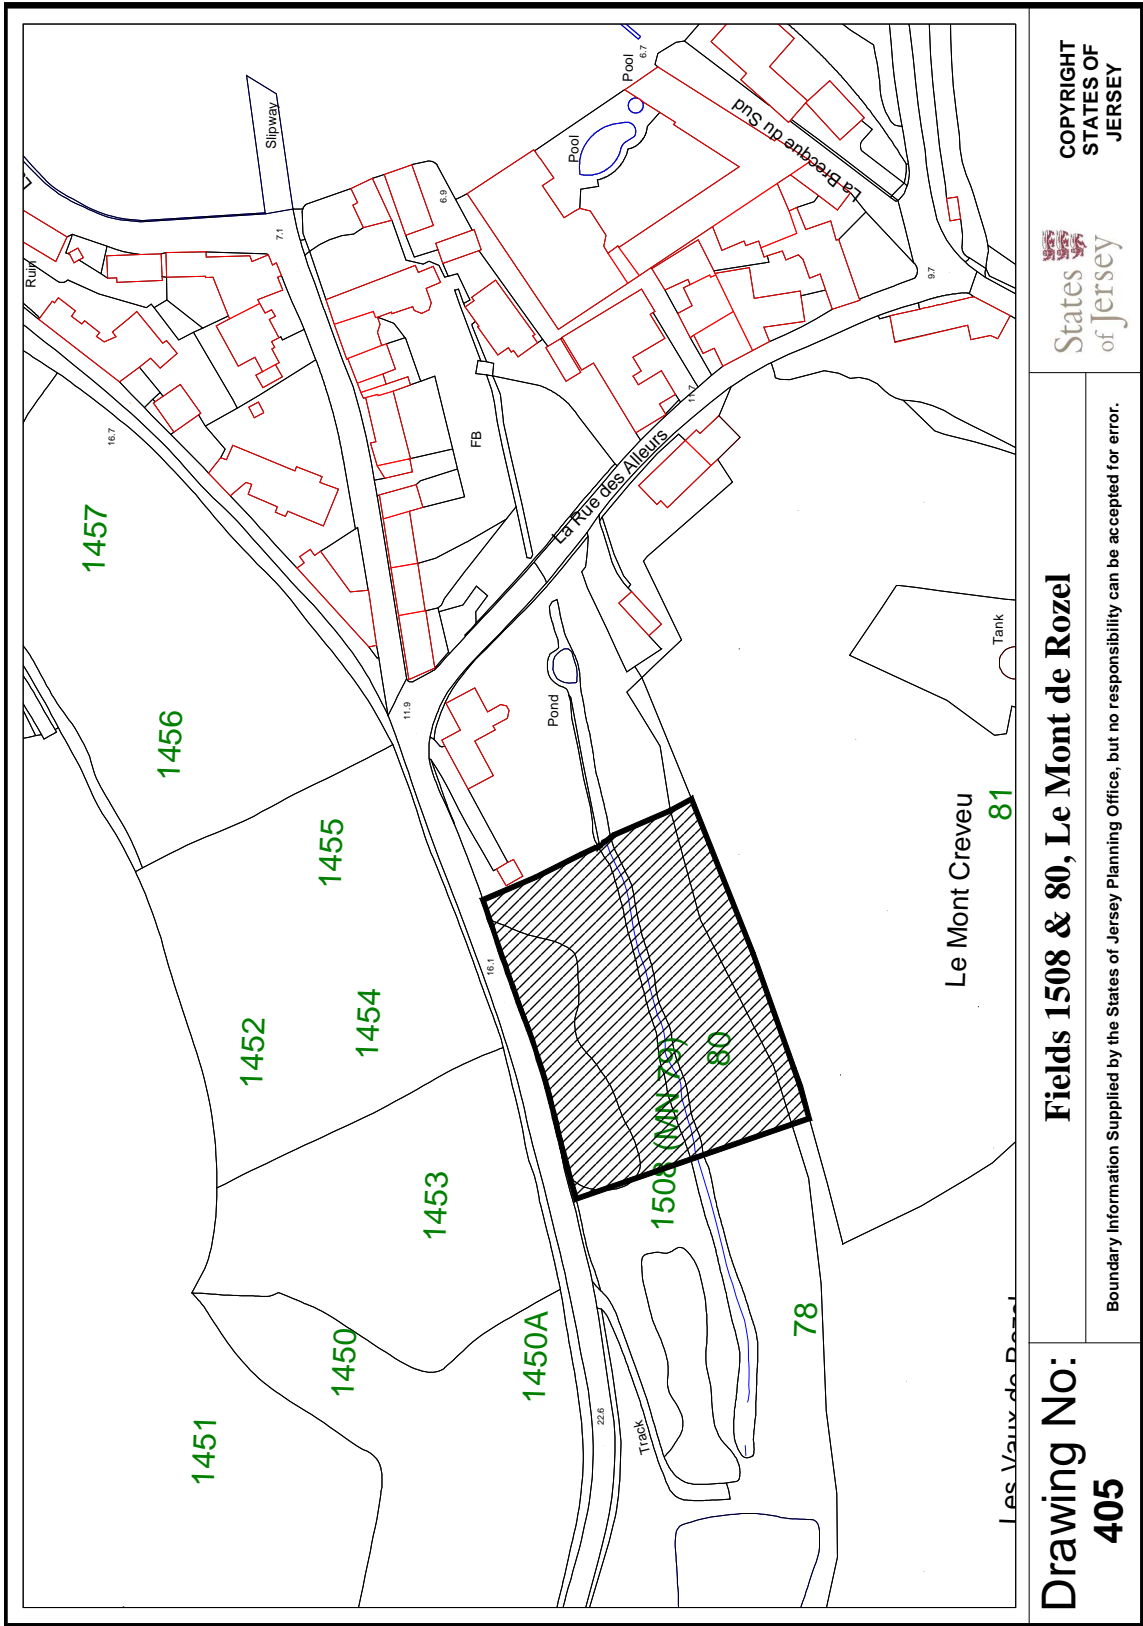 Slipway
Pool
6.7
Pool
La Brecque du Sud
Ruin
7.1
6.9
9.7
16.7
FB
11.7
La Rue des Alleurs
1457
1456
11.9
Pond
Tank
1455
81
Le Mont Creveu
16.1
1452
1454
80
1508 (MN 79)
1453
1450
1450A
78
1451
22.6
Track
Les Vaux de Rozel
Drawing No:
405
Fields 1508 & 80, Le Mont de Rozel
Boundary Information Supplied by the States of Jersey Planning Office, but no responsibility can be accepted for error.
States
of Jersey
COPYRIGHT
STATES OF
JERSEY